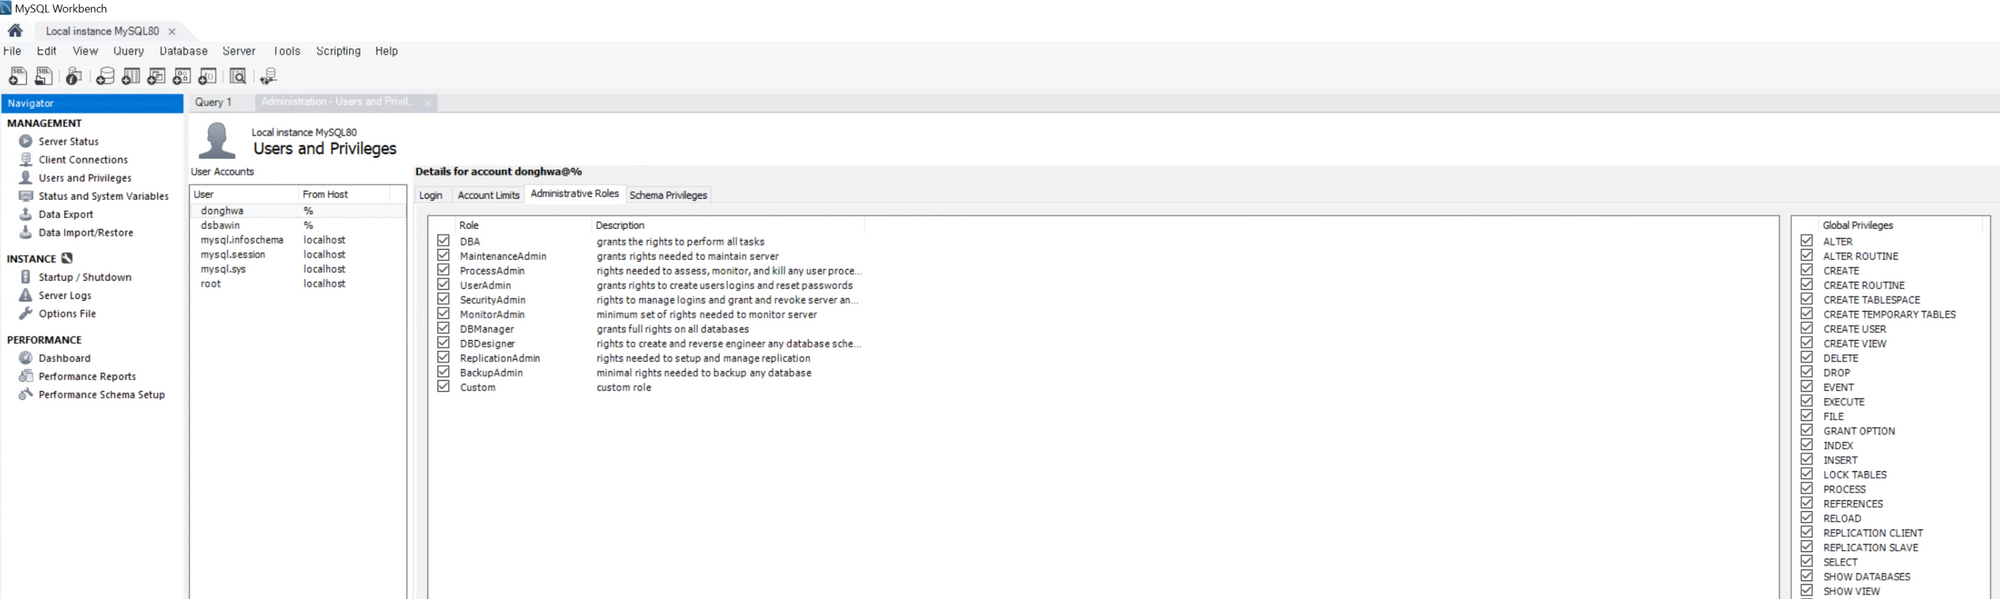 MySQL Workbench
Local instance MySQL80
File Edit View Query Database Server Tools Scripting Help
Navigator
MANAGEMENT
Server Status
Client Connections
Users and Privileges
Status and System Variables
Data Export
Data Import/Restore
INSTANCE
Startup / Shutdown
Server Logs
Options File
PERFORMANCE
Dashboard
Performance Reports
Performance Schema Setup
Query 1 Administration - Users and Privil...
Local instance MySQL80
Users and Privileges
User Accounts
User From Host
donghwa %
dsbawin %
mysql.infoschema localhost
mysql.session localhost
mysql.sys localhost
root localhost
Details for account donghwa@%
Login Account Limits Administrative Roles Schema Privileges
Role Description
DBA grants the rights to perform all tasks
MaintenanceAdmin grants rights needed to maintain server
ProcessAdmin rights needed to assess, monitor, and kill any user proce...
UserAdmin grants rights to create users logins and reset passwords
SecurityAdmin rights to manage logins and grant and revoke server an...
MonitorAdmin minimum set of rights needed to monitor server
DBManager grants full rights on all databases
DBDesigner rights to create and reverse engineer any database sche...
ReplicationAdmin rights needed to setup and manage replication
BackupAdmin minimal rights needed to backup any database
Custom custom role
Global Privileges
ALTER
ALTER ROUTINE
CREATE
CREATE ROUTINE
CREATE TABLESPACE
CREATE TEMPORARY TABLES
CREATE USER
CREATE VIEW
DELETE
DROP
EVENT
EXECUTE
FILE
GRANT OPTION
INDEX
INSERT
LOCK TABLES
PROCESS
REFERENCES
RELOAD
REPLICATION CLIENT
REPLICATION SLAVE
SELECT
SHOW DATABASES
SHOW VIEW